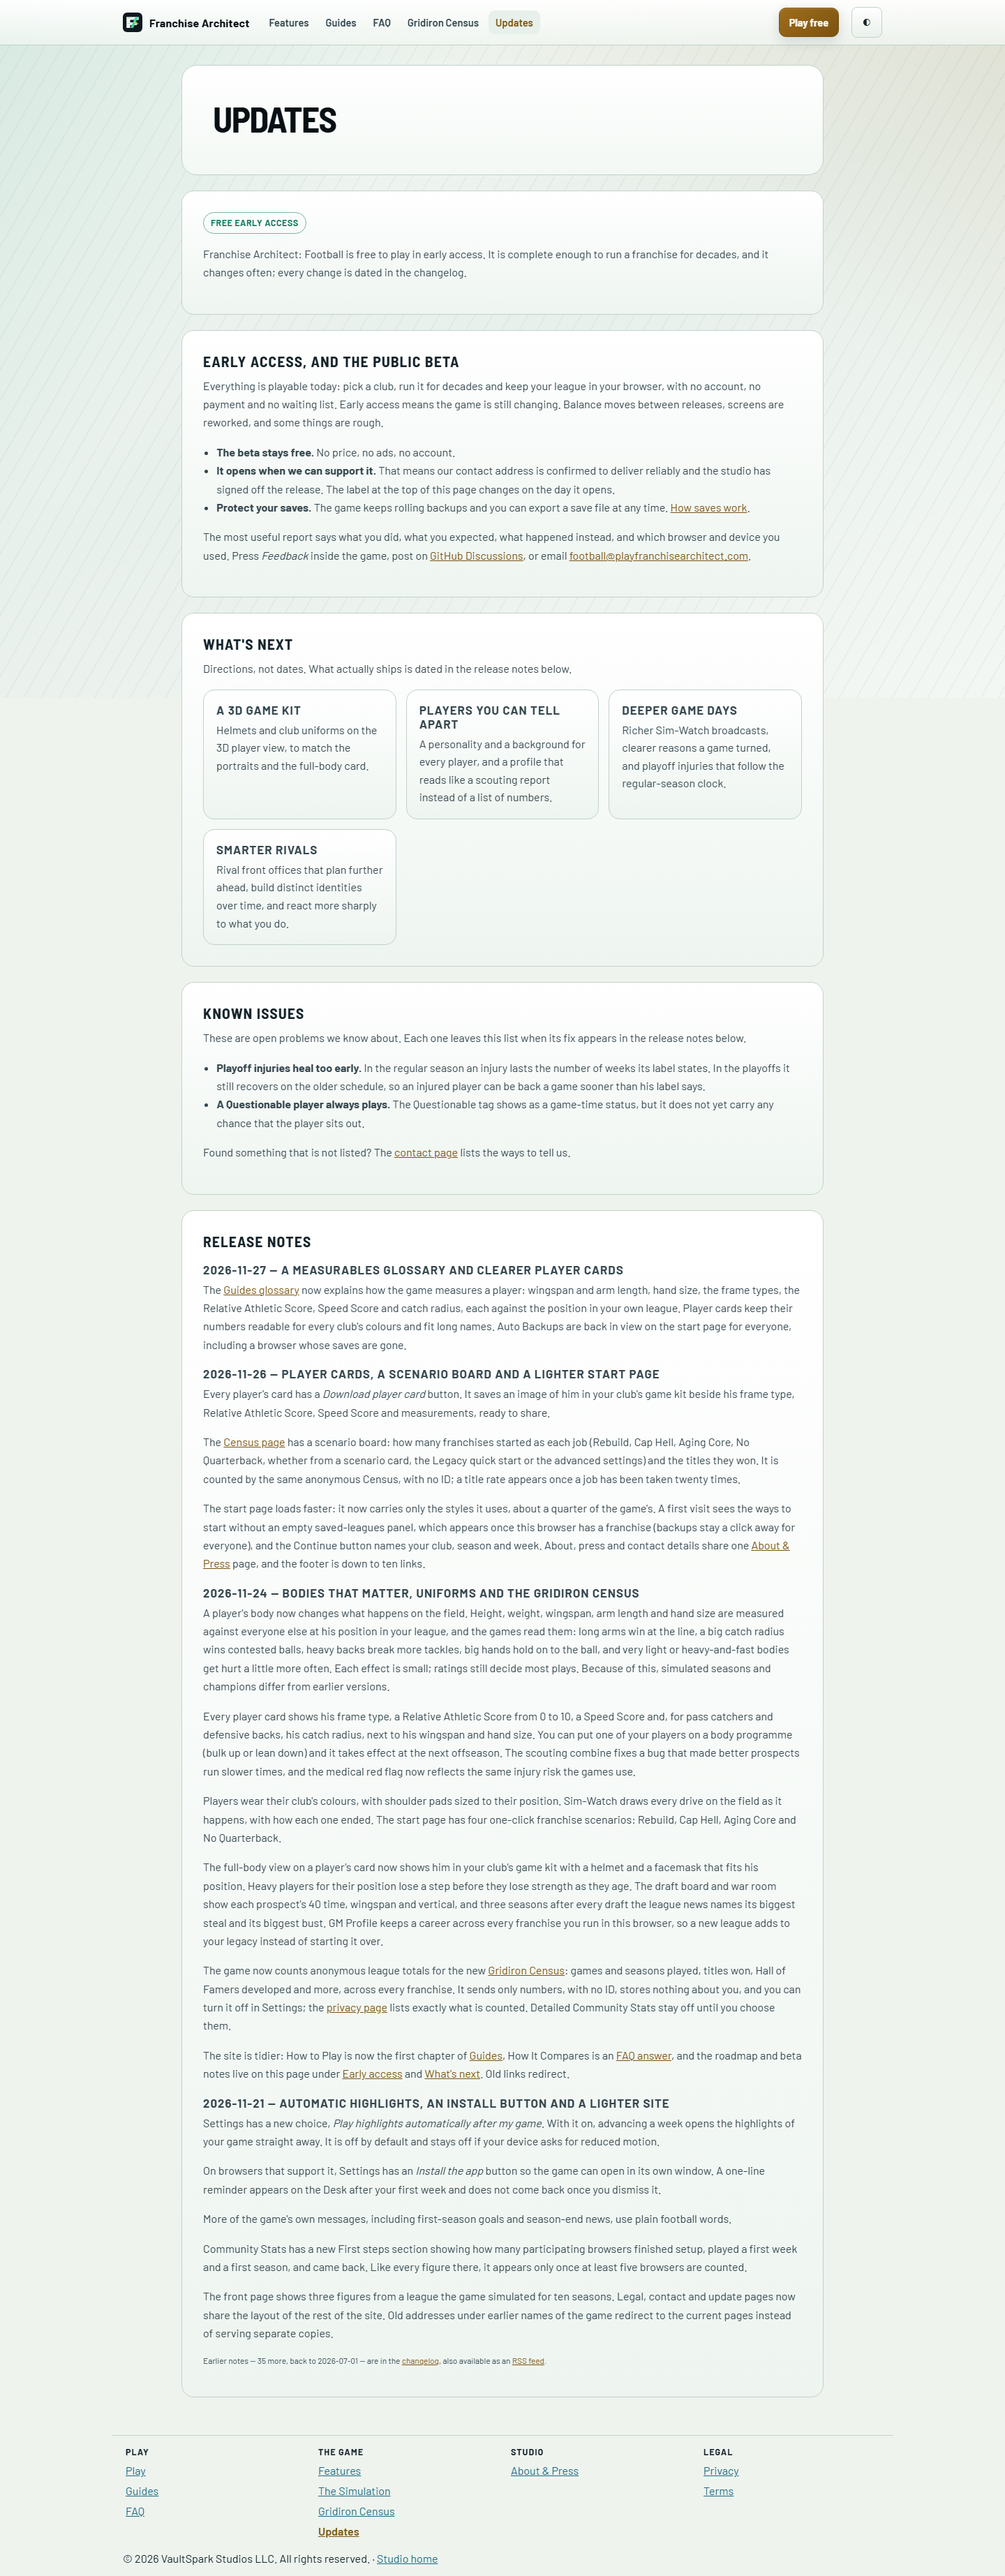 Franchise Architect Features Guides FAQ Gridiron Census Updates Play free
UPDATES
FREE EARLY ACCESS
Franchise Architect: Football is free to play in early access. It is complete enough to run a franchise for decades, and it
changes often; every change is dated in the changelog.
EARLY ACCESS, AND THE PUBLIC BETA
Everything is playable today: pick a club, run it for decades and keep your league in your browser, with no account, no
payment and no waiting list. Early access means the game is still changing. Balance moves between releases, screens are
reworked, and some things are rough.
• The beta stays free. No price, no ads, no account.
• It opens when we can support it. That means our contact address is confirmed to deliver reliably and the studio has
signed off the release. The label at the top of this page changes on the day it opens.
• Protect your saves. The game keeps rolling backups and you can export a save file at any time. How saves work.
The most useful report says what you did, what you expected, what happened instead, and which browser and device you
used. Press Feedback inside the game, post on GitHub Discussions, or email football@playfranchisearchitect.com.
WHAT'S NEXT
Directions, not dates. What actually ships is dated in the release notes below.
A 3D GAME KIT
Helmets and club uniforms on the
3D player view, to match the
portraits and the full-body card.
PLAYERS YOU CAN TELL
APART
A personality and a background for
every player, and a profile that
reads like a scouting report
instead of a list of numbers.
DEEPER GAME DAYS
Richer Sim-Watch broadcasts,
clearer reasons a game turned,
and playoff injuries that follow the
regular-season clock.
SMARTER RIVALS
Rival front offices that plan further
ahead, build distinct identities
over time, and react more sharply
to what you do.
KNOWN ISSUES
These are open problems we know about. Each one leaves this list when its fix appears in the release notes below.
• Playoff injuries heal too early. In the regular season an injury lasts the number of weeks its label states. In the playoffs it
still recovers on the older schedule, so an injured player can be back a game sooner than his label says.
• A Questionable player always plays. The Questionable tag shows as a game-time status, but it does not yet carry any
chance that the player sits out.
Found something that is not listed? The contact page lists the ways to tell us.
RELEASE NOTES
2026-11-27 — A MEASURABLES GLOSSARY AND CLEARER PLAYER CARDS
The Guides glossary now explains how the game measures a player: wingspan and arm length, hand size, the frame types, the
Relative Athletic Score, Speed Score and catch radius, each against the position in your own league. Player cards keep their
numbers readable for every club's colours and fit long names. Auto Backups are back in view on the start page for everyone,
including a browser whose saves are gone.
2026-11-26 — PLAYER CARDS, A SCENARIO BOARD AND A LIGHTER START PAGE
Every player's card has a Download player card button. It saves an image of him in your club's game kit beside his frame type,
Relative Athletic Score, Speed Score and measurements, ready to share.
The Census page has a scenario board: how many franchises started as each job (Rebuild, Cap Hell, Aging Core, No
Quarterback, whether from a scenario card, the Legacy quick start or the advanced settings) and the titles they won. It is
counted by the same anonymous Census, with no ID; a title rate appears once a job has been taken twenty times.
The start page loads faster: it now carries only the styles it uses, about a quarter of the game's. A first visit sees the ways to
start without an empty saved-leagues panel, which appears once this browser has a franchise (backups stay a click away for
everyone), and the Continue button names your club, season and week. About, press and contact details share one About &
Press page, and the footer is down to ten links.
2026-11-24 — BODIES THAT MATTER, UNIFORMS AND THE GRIDIRON CENSUS
A player's body now changes what happens on the field. Height, weight, wingspan, arm length and hand size are measured
against everyone else at his position in your league, and the games read them: long arms win at the line, a big catch radius
wins contested balls, heavy backs break more tackles, big hands hold on to the ball, and very light or heavy-and-fast bodies
get hurt a little more often. Each effect is small; ratings still decide most plays. Because of this, simulated seasons and
champions differ from earlier versions.
Every player card shows his frame type, a Relative Athletic Score from 0 to 10, a Speed Score and, for pass catchers and
defensive backs, his catch radius, next to his wingspan and hand size. You can put one of your players on a body programme
(bulk up or lean down) and it takes effect at the next offseason. The scouting combine fixes a bug that made better prospects
run slower times, and the medical red flag now reflects the same injury risk the games use.
Players wear their club's colours, with shoulder pads sized to their position. Sim-Watch draws every drive on the field as it
happens, with how each one ended. The start page has four one-click franchise scenarios: Rebuild, Cap Hell, Aging Core and
No Quarterback.
The full-body view on a player's card now shows him in your club's game kit with a helmet and a facemask that fits his
position. Heavy players for their position lose a step before they lose strength as they age. The draft board and war room
show each prospect's 40 time, wingspan and vertical, and three seasons after every draft the league news names its biggest
steal and its biggest bust. GM Profile keeps a career across every franchise you run in this browser, so a new league adds to
your legacy instead of starting it over.
The game now counts anonymous league totals for the new Gridiron Census: games and seasons played, titles won, Hall of
Famers developed and more, across every franchise. It sends only numbers, with no ID, stores nothing about you, and you can
turn it off in Settings; the privacy page lists exactly what is counted. Detailed Community Stats stay off until you choose
them.
The site is tidier: How to Play is now the first chapter of Guides, How It Compares is an FAQ answer, and the roadmap and beta
notes live on this page under Early access and What's next. Old links redirect.
2026-11-21 — AUTOMATIC HIGHLIGHTS, AN INSTALL BUTTON AND A LIGHTER SITE
Settings has a new choice, Play highlights automatically after my game. With it on, advancing a week opens the highlights of
your game straight away. It is off by default and stays off if your device asks for reduced motion.
On browsers that support it, Settings has an Install the app button so the game can open in its own window. A one-line
reminder appears on the Desk after your first week and does not come back once you dismiss it.
More of the game's own messages, including first-season goals and season-end news, use plain football words.
Community Stats has a new First steps section showing how many participating browsers finished setup, played a first week
and a first season, and came back. Like every figure there, it appears only once at least five browsers are counted.
The front page shows three figures from a league the game simulated for ten seasons. Legal, contact and update pages now
share the layout of the rest of the site. Old addresses under earlier names of the game redirect to the current pages instead
of serving separate copies.
Earlier notes — 35 more, back to 2026-07-01 — are in the changelog, also available as an RSS feed.
PLAY
Play
Guides
FAQ
THE GAME
Features
The Simulation
Gridiron Census
Updates
STUDIO
About & Press
LEGAL
Privacy
Terms
© 2026 VaultSpark Studios LLC. All rights reserved. · Studio home